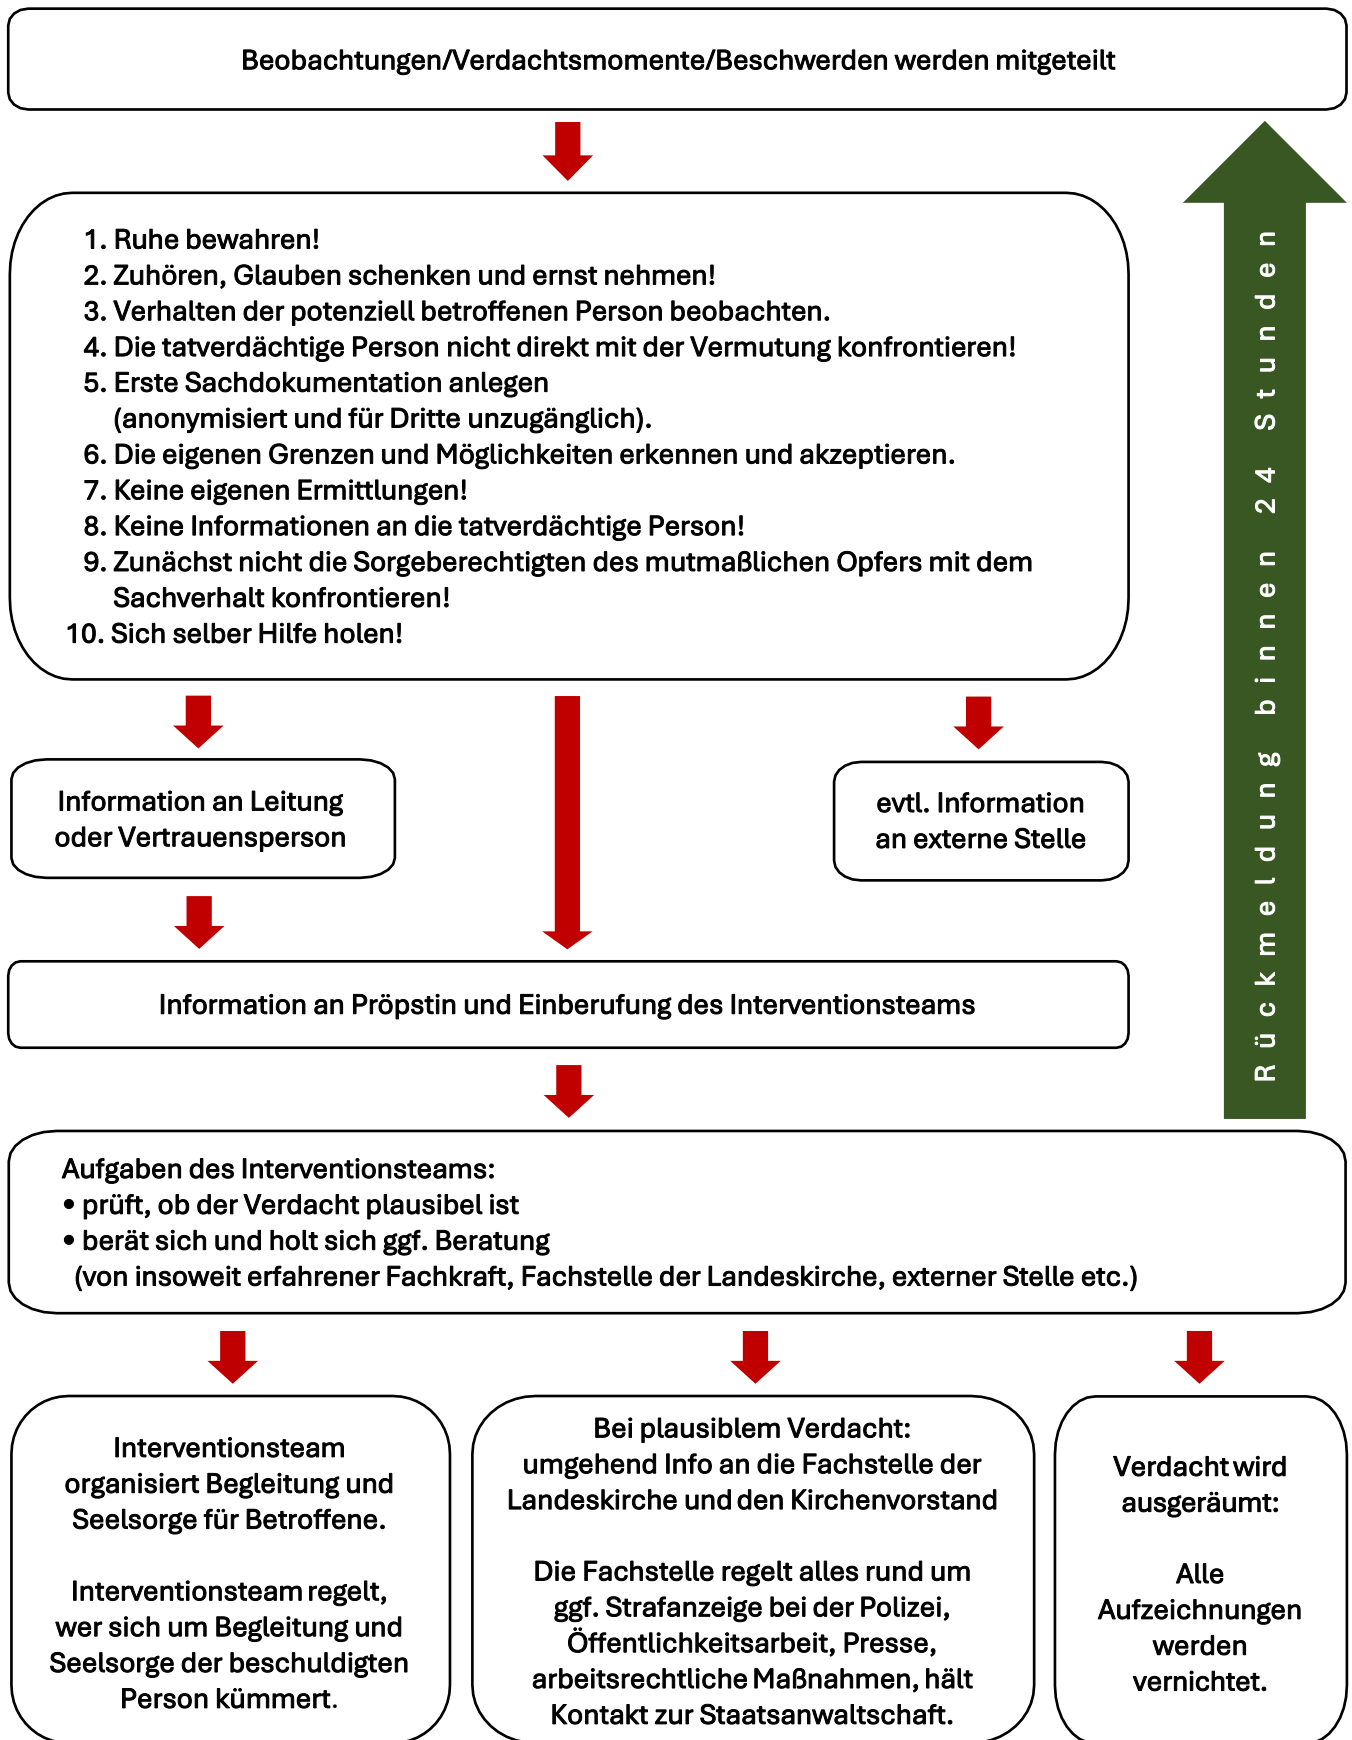 Beobachtungen/Verdachtsmomente/Beschwerden werden mitgeteilt
1. Ruhe bewahren!
2. Zuhören, Glauben schenken und ernst nehmen!
3. Verhalten der potenziell betroffenen Person beobachten.
4. Die tatverdächtige Person nicht direkt mit der Vermutung konfrontieren!
5. Erste Sachdokumentation anlegen
(anonymisiert und für Dritte unzugänglich).
6. Die eigenen Grenzen und Möglichkeiten erkennen und akzeptieren.
7. Keine eigenen Ermittlungen!
8. Keine Informationen an die tatverdächtige Person!
9. Zunächst nicht die Sorgeberechtigten des mutmaßlichen Opfers mit dem
Sachverhalt konfrontieren!
10. Sich selber Hilfe holen!
Rückmeldung binnen 24 Stunden
Information an Leitung
oder Vertrauensperson
evtl. Information
an externe Stelle
Information an Pröpstin und Einberufung des Interventionsteams
Aufgaben des Interventionsteams:
• prüft, ob der Verdacht plausibel ist
• berät sich und holt sich ggf. Beratung
(von insoweit erfahrener Fachkraft, Fachstelle der Landeskirche, externer Stelle etc.)
Interventionsteam
organisiert Begleitung und
Seelsorge für Betroffene.
Interventionsteam regelt,
wer sich um Begleitung und
Seelsorge der beschuldigten
Person kümmert.
Bei plausiblem Verdacht:
umgehend Info an die Fachstelle der
Landeskirche und den Kirchenvorstand
Die Fachstelle regelt alles rund um
ggf. Strafanzeige bei der Polizei,
Öffentlichkeitsarbeit, Presse,
arbeitsrechtliche Maßnahmen, hält
Kontakt zur Staatsanwaltschaft.
Verdacht wird
ausgeräumt:
Alle
Aufzeichnungen
werden
vernichtet.